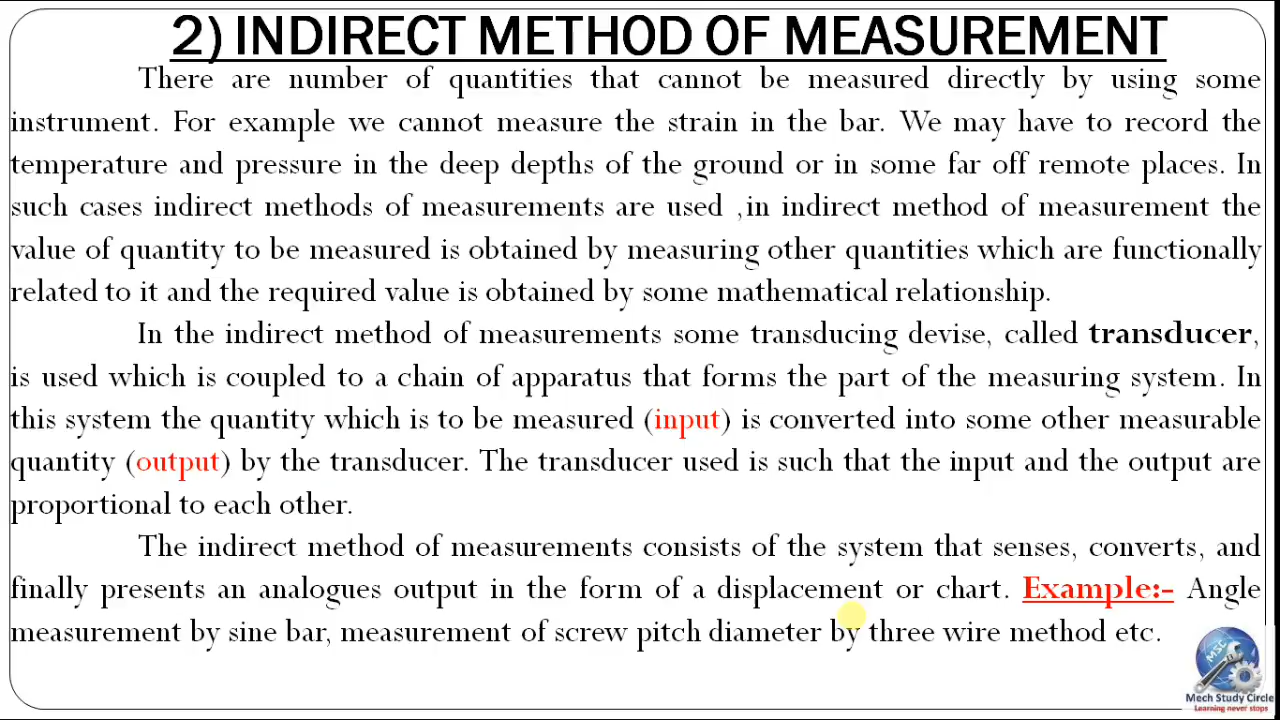 2) INDIRECT METHOD OF MEASUREMENT
There are number of quantities that cannot be measured directly by using some
instrument. For example we cannot measure the strain in the bar. We may have to record the
temperature and pressure in the deep depths of the ground or in some far off remote places. In
such cases indirect methods of measurements are used ,in indirect method of measurement the
value of quantity to be measured is obtained by measuring other quantities which are functionally
related to it and the required value is obtained by some mathematical relationship.
In the indirect method of measurements some transducing devise, called transducer,
is used which is coupled to a chain of apparatus that forms the part of the measuring system. In
this system the quantity which is to be measured (input) is converted into some other measurable
quantity (output) by the transducer. The transducer used is such that the input and the output are
proportional to each other.
The indirect method of measurements consists of the system that senses, converts, and
finally presents an analogues output in the form of a displacement or chart. Example:- Angle
measurement by sine bar, measurement of screw pitch diameter by three wire method etc.
MSC
Mech Study Circle
Learning never stops